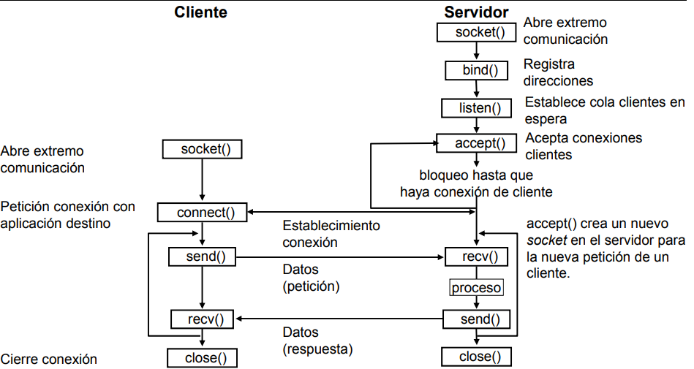 Cliente
Servidor
socket()
Abre extremo
comunicación
bind()
Registra
direcciones
listen()
Establece cola clientes en
espera
accept()
Acepta conexiones
clientes
Abre extremo
comunicación
socket()
bloqueo hasta que
haya conexión de cliente
Petición conexión con
aplicación destino
connect()
Establecimiento
conexión
accept() crea un nuevo
socket en el servidor para
la nueva petición de un
cliente.
send()
Datos
(petición)
recv()
proceso
recv()
Datos
(respuesta)
send()
Cierre conexión
close()
close()